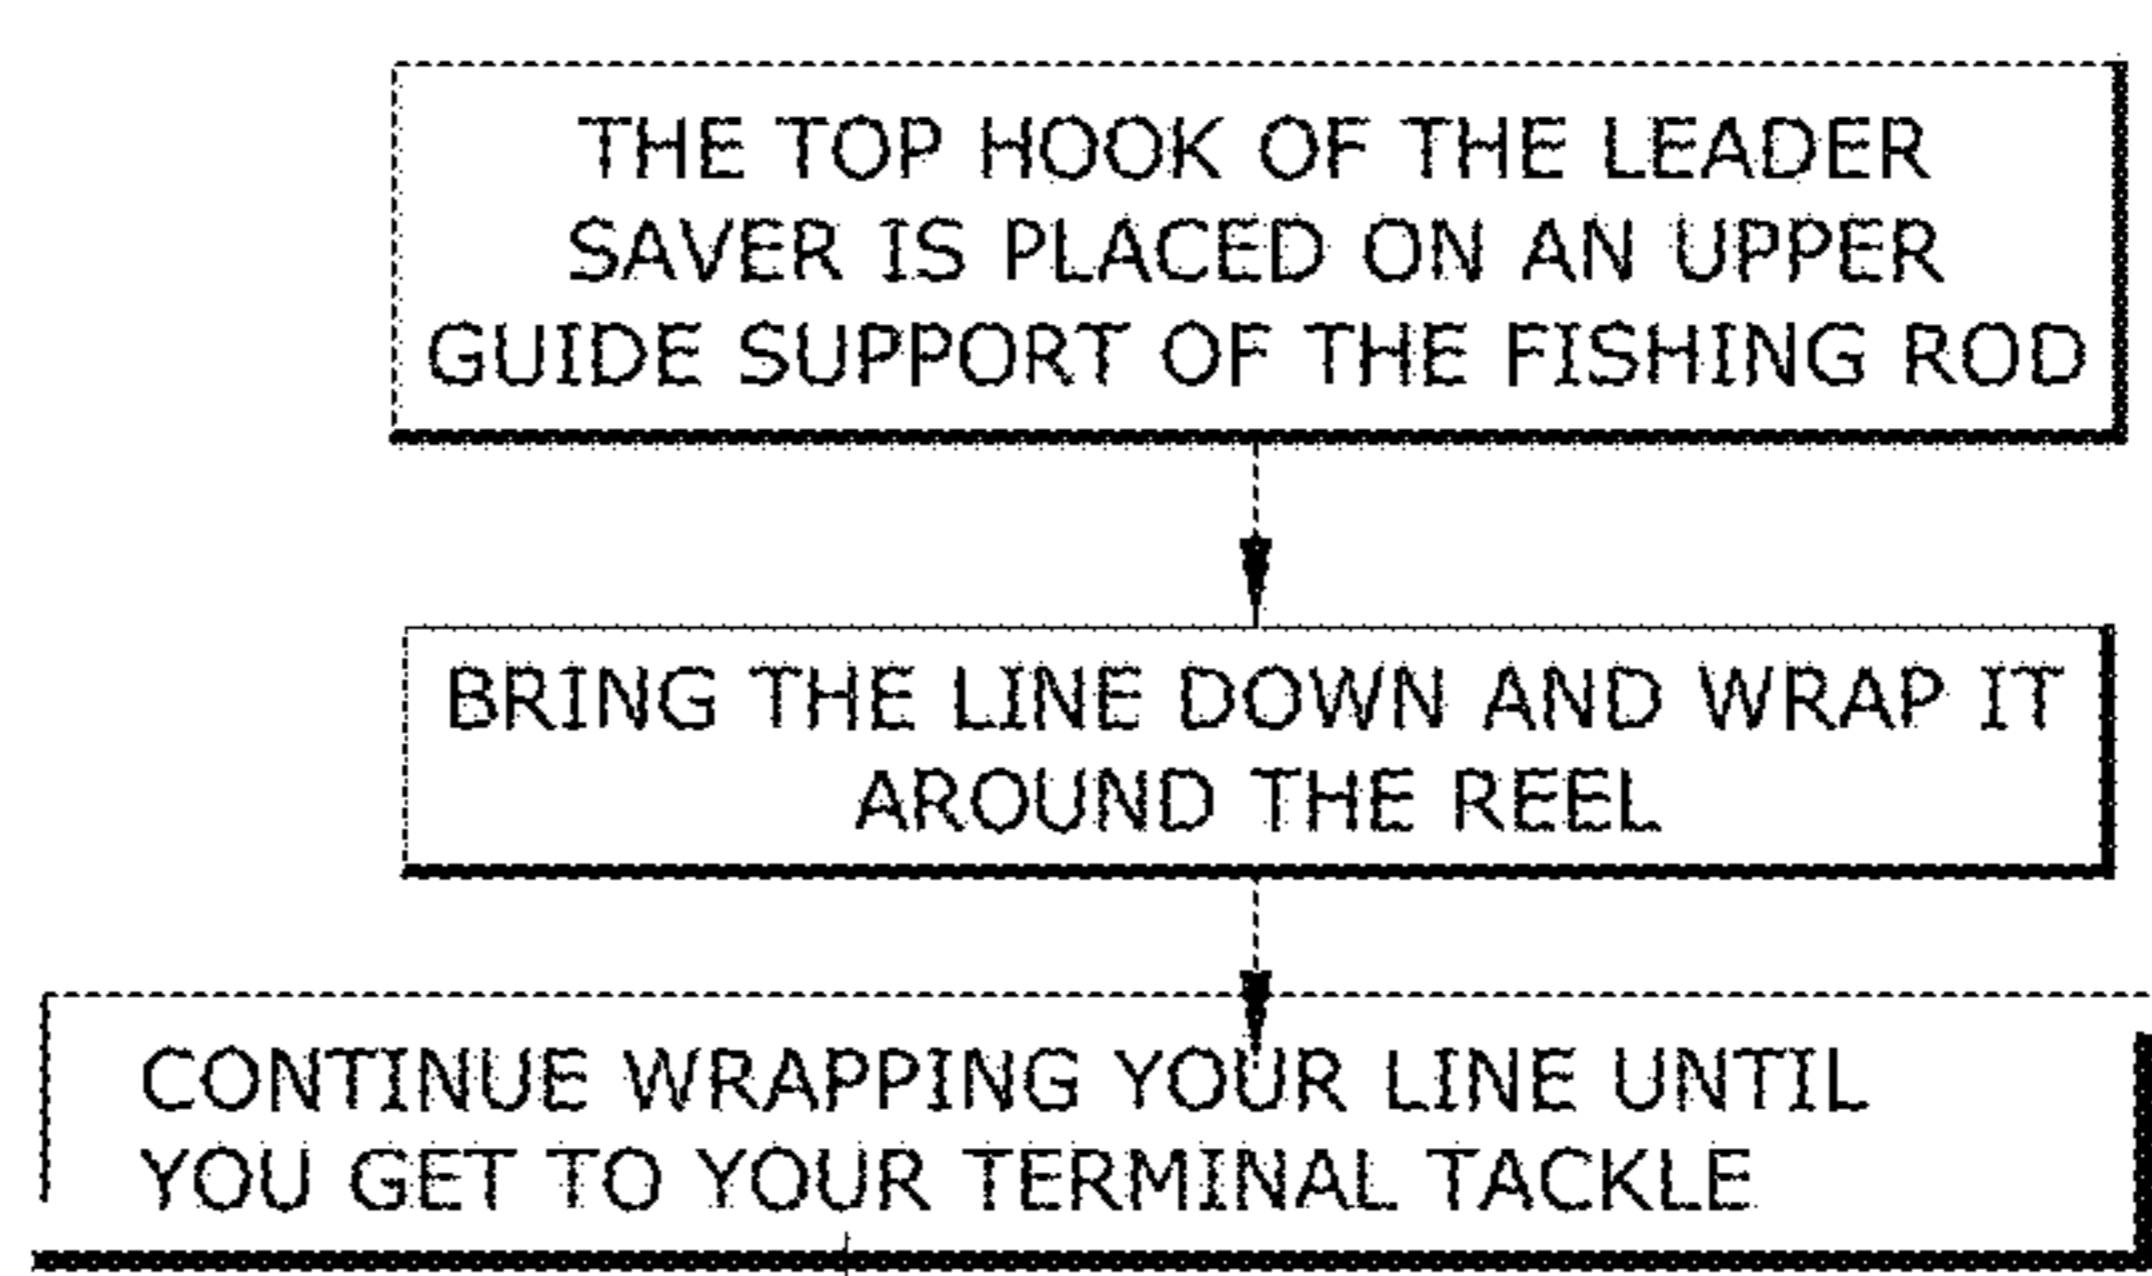 THE TOP HOOK OF THE LEADER
SAVER IS PLACED ON AN UPPER
GUIDE SUPPORT OF THE FISHING ROD
BRING THE LINE DOWN AND WRAP IT
AROUND THE REEL
CONTINUE WRAPPING YOUR LINE UNTIL
YOU GET TO YOUR TERMINAL TACKLE